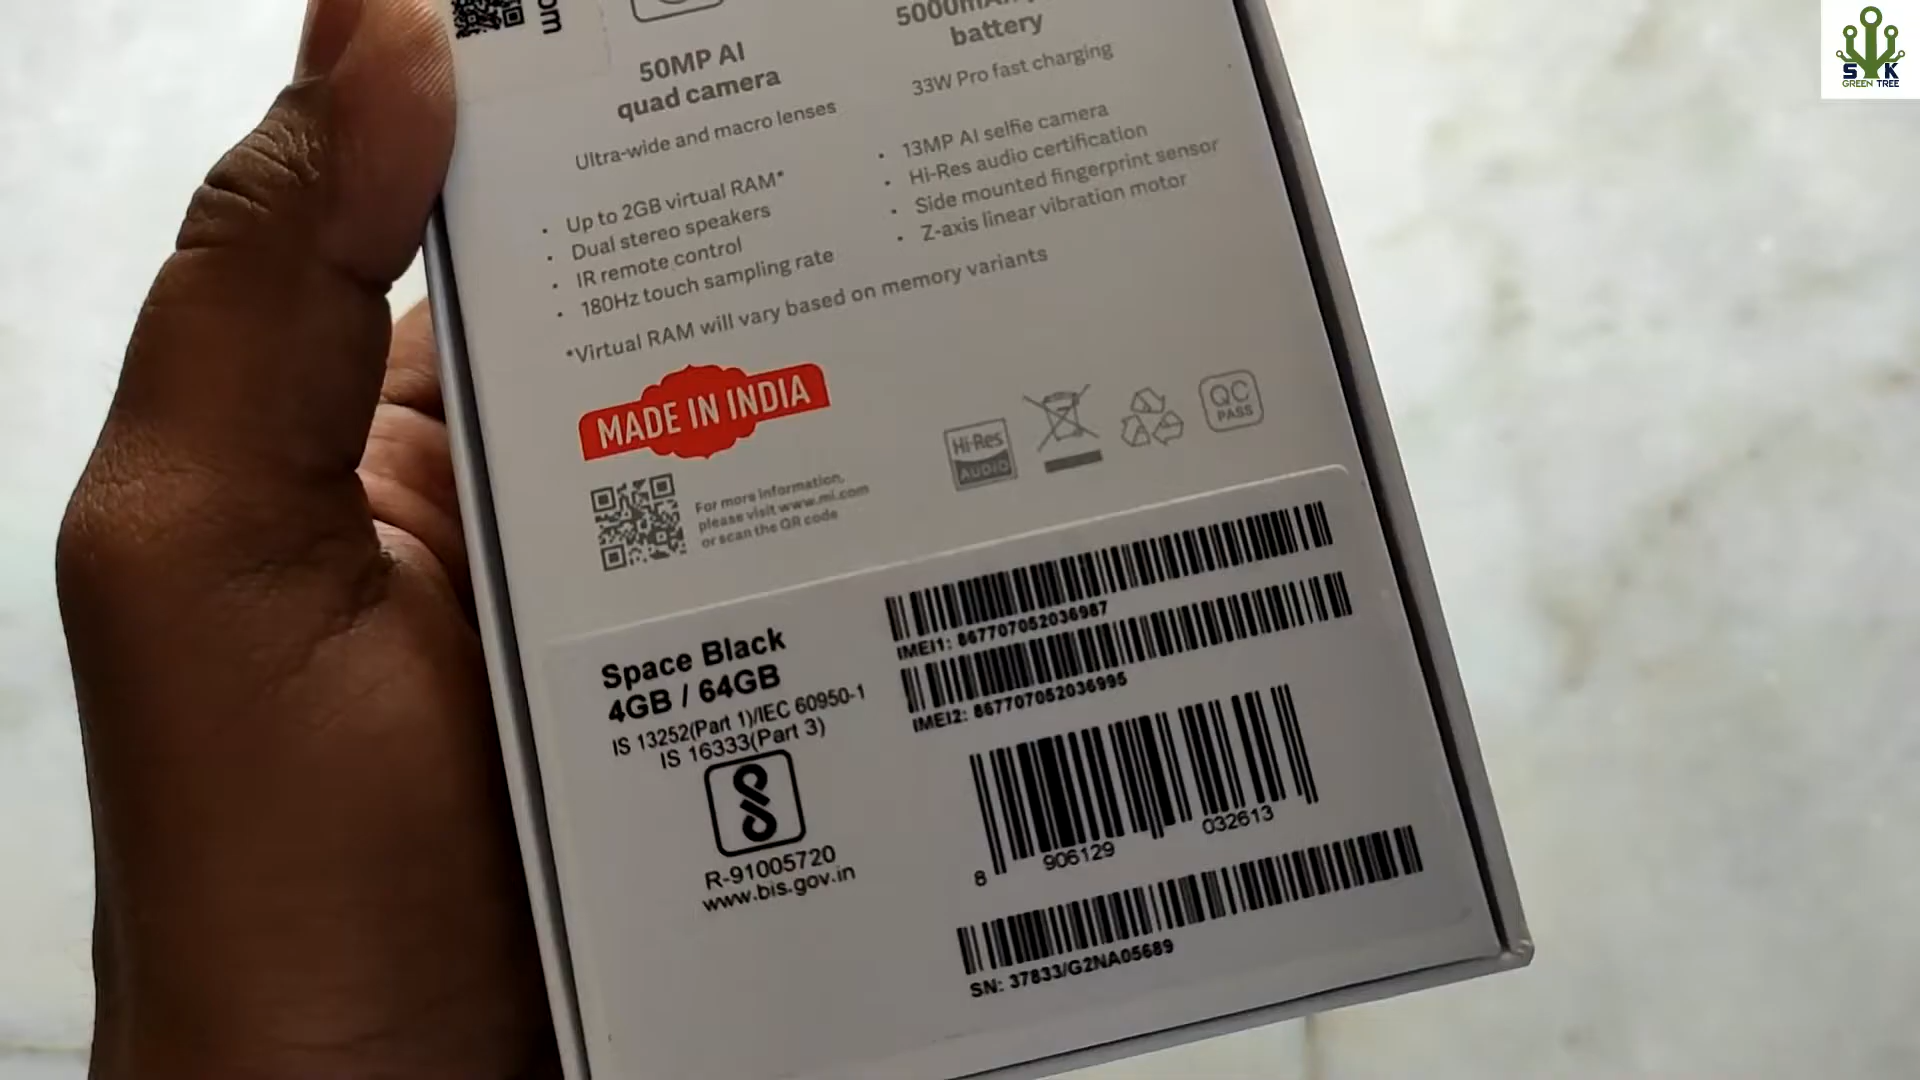 om
50MP AI
quad camera
Ultra-wide and macro lenses
• Up to 2GB virtual RAM*
• Dual stereo speakers
• IR remote control
• 180Hz touch sampling rate
5000mAh
battery
33W Pro fast charging
• 13MP AI selfie camera
• Hi-Res audio certification
• Side mounted fingerprint sensor
• Z-axis linear vibration motor
*Virtual RAM will vary based on memory variants
MADE IN INDIA
For more information,
please visit www.mi.com
or scan the QR code
Hi-Res
AUDIO
QC
PASS
Space Black
4GB / 64GB
IS 13252(Part 1)/IEC 60950-1
IS 16333(Part 3)
R-91005720
www.bis.gov.in
IMEI1: 867707052036987
IMEI2: 867707052036995
8 906129 032613
SN: 37833/G2NA05689
S K
GREEN TREE